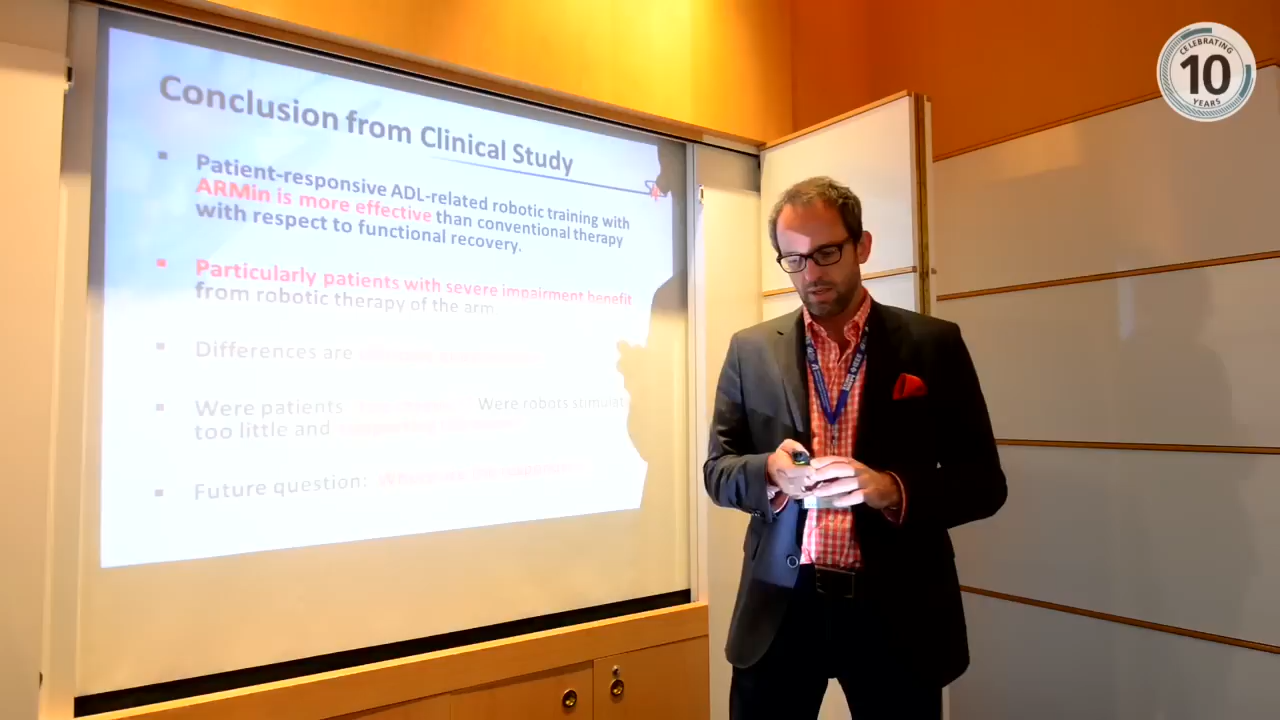 CELEBRATING
10
YEARS
Conclusion from Clinical Study
▪ Patient-responsive ADL-related robotic training with
ARMin is more effective than conventional therapy
with respect to functional recovery.
▪ Particularly patients with severe impairment benefit
from robotic therapy of the arm
▪ Differences are
▪ Were patients Were robots
too little and
▪ Future question: